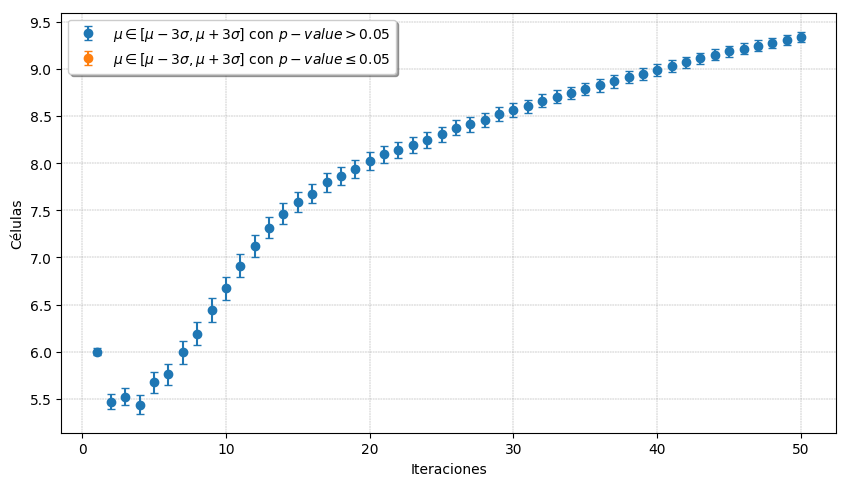 μ ∈ [μ − 3σ, μ + 3σ] con p − value > 0.05
μ ∈ [μ − 3σ, μ + 3σ] con p − value ≤ 0.05
9.5
9.0
8.5
8.0
7.5
7.0
6.5
6.0
5.5
Células
0 10 20 30 40 50
Iteraciones